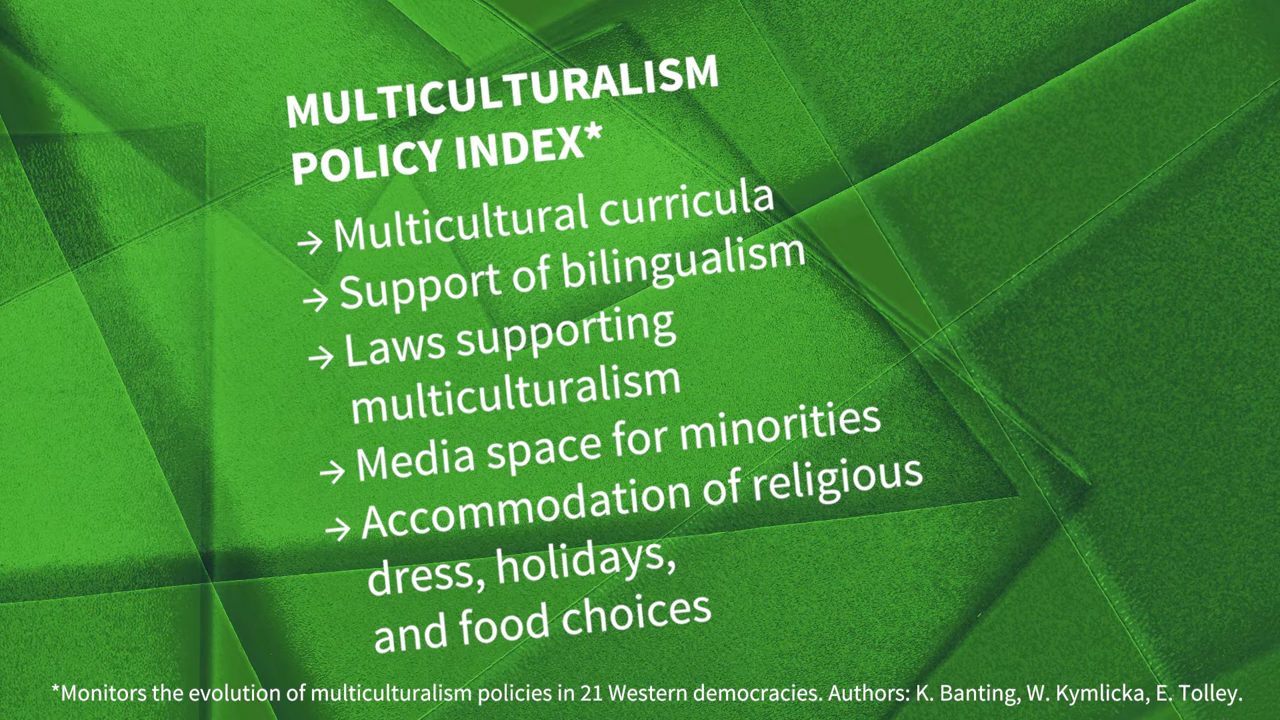 MULTICULTURALISM
POLICY INDEX*
→ Multicultural curricula
→ Support of bilingualism
→ Laws supporting
multiculturalism
→ Media space for minorities
→ Accommodation of religious
dress, holidays,
and food choices
*Monitors the evolution of multiculturalism policies in 21 Western democracies. Authors: K. Banting, W. Kymlicka, E. Tolley.